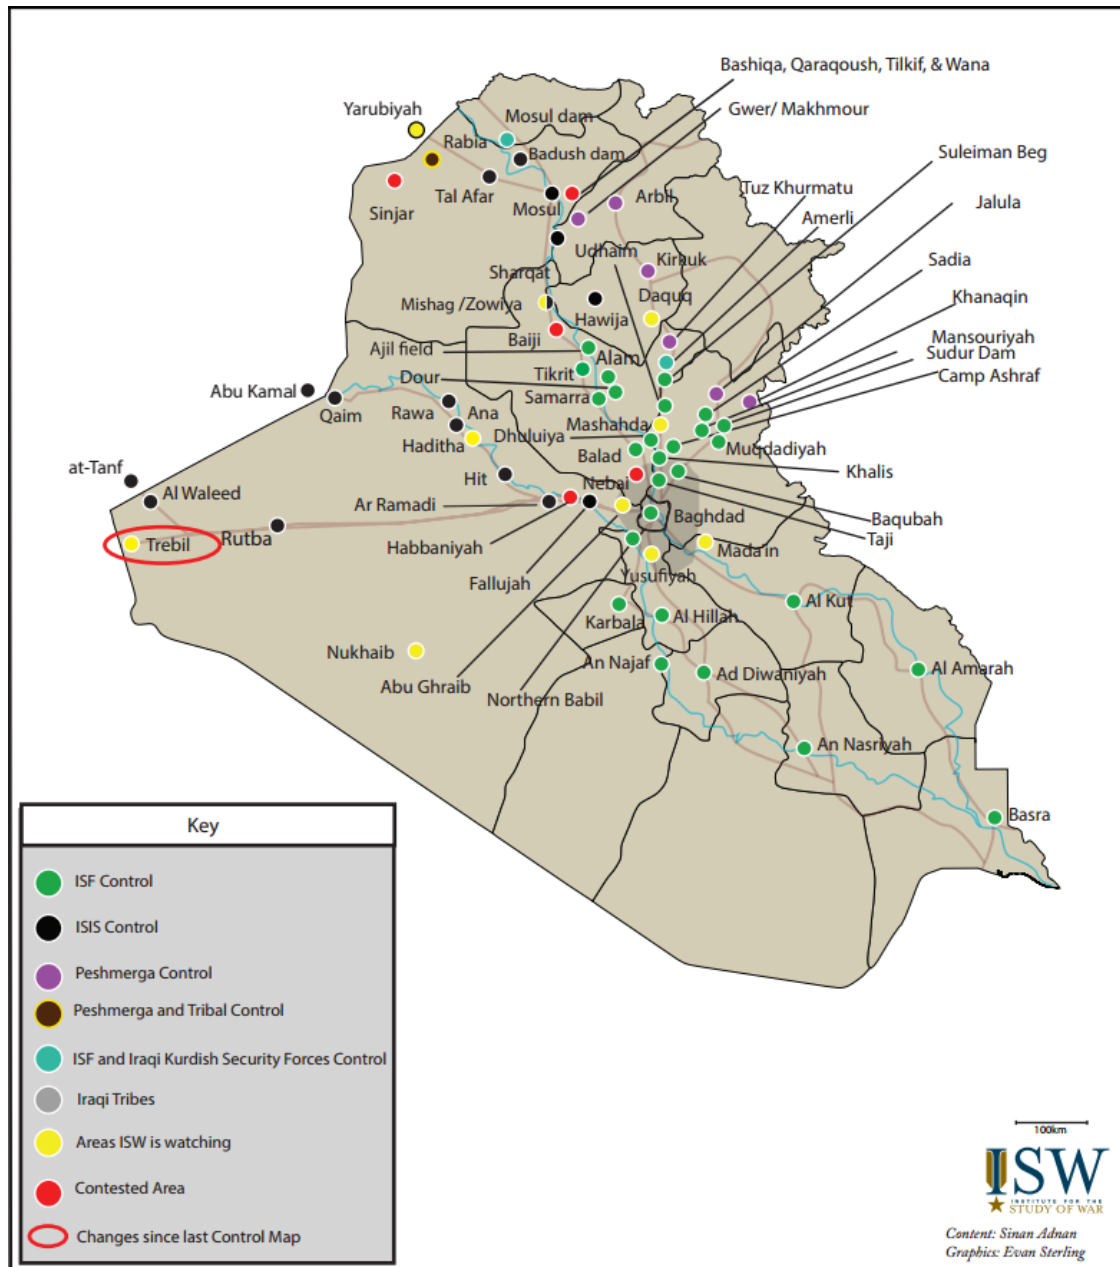 Bashiqa, Qaraqoush, Tilkif, & Wana
Gwer/ Makhmour
Yarubiyah
Mosul dam
Rabia
Badush dam
Suleiman Beg
Tal Afar
Sinjar
Mosul
Arbil
Tuz Khurmatu
Jalula
Amerli
Udhaim
Kirkuk
Sadia
Sharqat
Daquq
Khanaqin
Mishag /Zowiya
Hawija
Mansouriyah
Baiji
Sudur Dam
Ajil field
Alam
Camp Ashraf
Dour
Tikrit
Abu Kamal
Samarra
Qaim
Rawa
Ana
Mashahda
Haditha
Dhuluiya
Muqdadiyah
Balad
at-Tanf
Hit
Nebai
Khalis
Al Waleed
Ar Ramadi
Baghdad
Baqubah
Trebil
Rutba
Taji
Habbaniyah
Mada'in
Fallujah
Yusufiyah
Al Kut
Karbala
Al Hillah
Nukhaib
An Najaf
Al Amarah
Abu Ghraib
Ad Diwaniyah
Northern Babil
An Nasriyah
Basra
Key
ISF Control
ISIS Control
Peshmerga Control
Peshmerga and Tribal Control
ISF and Iraqi Kurdish Security Forces Control
Iraqi Tribes
Areas ISW is watching
Contested Area
Changes since last Control Map
100km
ISW
INSTITUTE FOR THE
STUDY OF WAR
Content: Sinan Adnan
Graphics: Evan Sterling